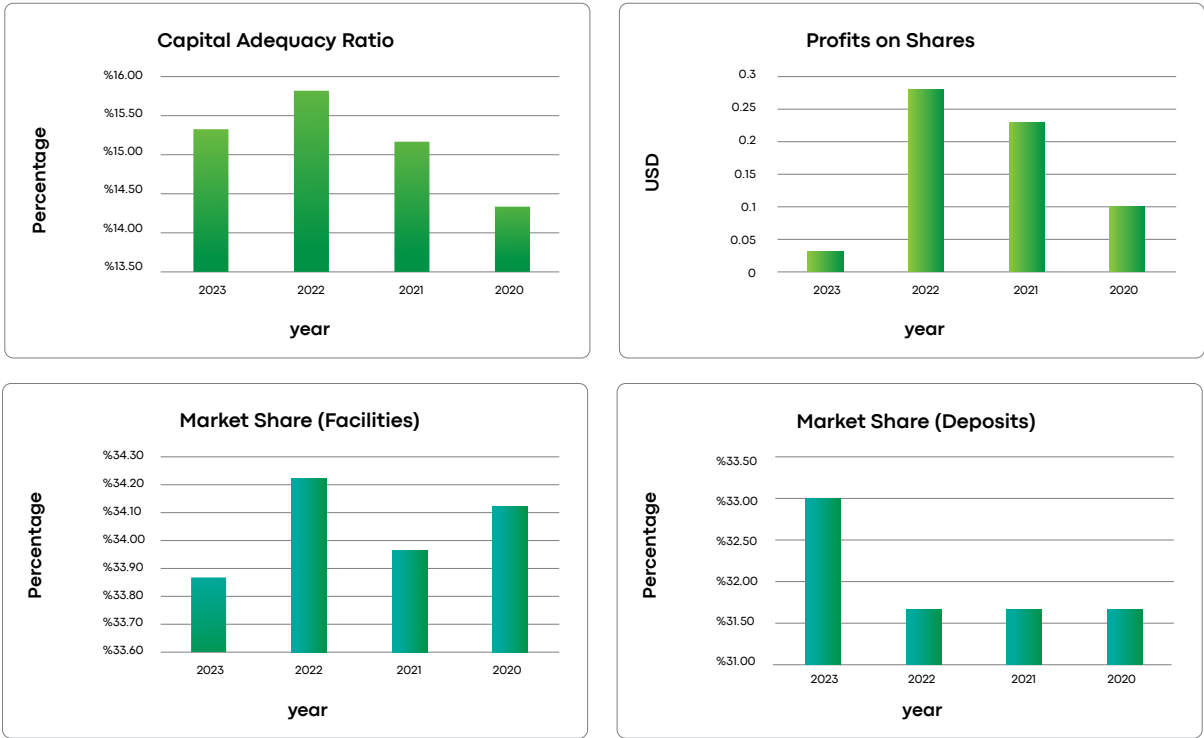 Capital Adequacy Ratio
Percentage
%16.00
%15.50
%15.00
%14.50
%14.00
%13.50
2023 2022 2021 2020
year
Profits on Shares
USD
0.3
0.25
0.2
0.15
0.1
0.05
0
2023 2022 2021 2020
year
Market Share (Facilities)
Percentage
%34.30
%34.20
%34.10
%34.00
%33.90
%33.80
%33.70
%33.60
2023 2022 2021 2020
year
Market Share (Deposits)
Percentage
%33.50
%33.00
%32.50
%32.00
%31.50
%31.00
2023 2022 2021 2020
year